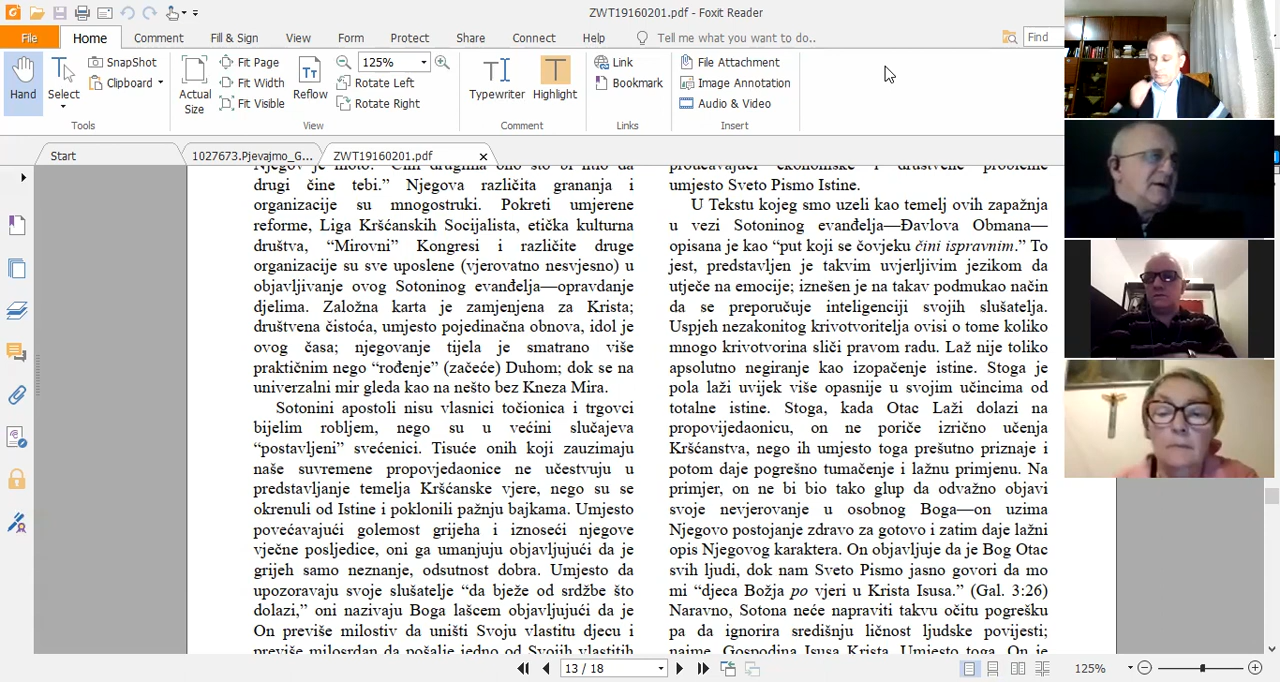 ZWT19160201.pdf - Foxit Reader
File Home Comment Fill & Sign View Form Protect Share Connect Help Tell me what you want to do.. Find
Hand
Select
SnapShot
Clipboard
Tools
Actual Size
Fit Page
Fit Width
Fit Visible
Reflow
125%
Rotate Left
Rotate Right
View
Typewriter
Highlight
Comment
Link
Bookmark
Links
File Attachment
Image Annotation
Audio & Video
Insert
Start 1027673.Pjevajmo_G... ZWT19160201.pdf
drugi čine tebi.” Njegova različita grananja i
organizacije su mnogostruki. Pokreti umjerene
reforme, Liga Kršćanskih Socijalista, etička kulturna
društva, “Mirovni” Kongresi i različite druge
organizacije su sve uposlene (vjerovatno nesvjesno) u
objavljivanje ovog Sotoninog evanđelja—opravdanje
djelima. Založna karta je zamjenjena za Krista;
društvena čistoća, umjesto pojedinačna obnova, idol je
ovog časa; njegovanje tijela je smatrano više
praktičnim nego “rođenje” (začeće) Duhom; dok se na
univerzalni mir gleda kao na nešto bez Kneza Mira.
Sotonini apostoli nisu vlasnici točionica i trgovci
bijelim robljem, nego su u većini slučajeva
“postavljeni” svećenici. Tisuće onih koji zauzimaju
naše suvremene propovjedaonice ne učestvuju u
predstavljanje temelja Kršćanske vjere, nego su se
okrenuli od Istine i poklonili pažnju bajkama. Umjesto
povećavajući golemost grijeha i iznoseći njegove
vječne posljedice, oni ga umanjuju objavljujući da je
grijeh samo neznanje, odsutnost dobra. Umjesto da
upozoravaju svoje slušatelje “da bježe od srdžbe što
dolazi,” oni nazivaju Boga lašcem objavljujući da je
On previše milostiv da uništi Svoju vlastitu djecu i
previše milosrdan da pošalje jedno od Svojih vlastitih
umjesto Sveto Pismo Istine.
U Tekstu kojeg smo uzeli kao temelj ovih zapažnja
u vezi Sotoninog evanđelja—Đavlova Obmana—
opisana je kao “put koji se čovjeku čini ispravnim.” To
jest, predstavljen je takvim uvjerljivim jezikom da
utječe na emocije; iznešen je na takav podmukao način
da se preporučuje inteligenciji svojih slušatelja.
Uspjeh nezakonitog krivotvoritelja ovisi o tome koliko
mnogo krivotvorina sliči pravom radu. Laž nije toliko
apsolutno negiranje kao izopačenje istine. Stoga je
pola laži uvijek više opasnije u svojim učincima od
totalne istine. Stoga, kada Otac Laži dolazi na
propovijedaonicu, on ne poriče izrično učenja
Kršćanstva, nego ih umjesto toga prešutno priznaje i
potom daje pogrešno tumačenje i lažnu primjenu. Na
primjer, on ne bi bio tako glup da odvažno objavi
svoje nevjerovanje u osobnog Boga—on uzima
Njegovo postojanje zdravo za gotovo i zatim daje lažni
opis Njegovog karaktera. On objavljuje da je Bog Otac
svih ljudi, dok nam Sveto Pismo jasno govori da mo
mi “djeca Božja po vjeri u Krista Isusa.” (Gal. 3:26)
Naravno, Sotona neće napraviti takvu očitu pogrešku
pa da ignorira središnju ličnost ljudske povijesti;
najme, Gospodina Isusa Krista. Umjesto toga, On je
13 / 18
125%